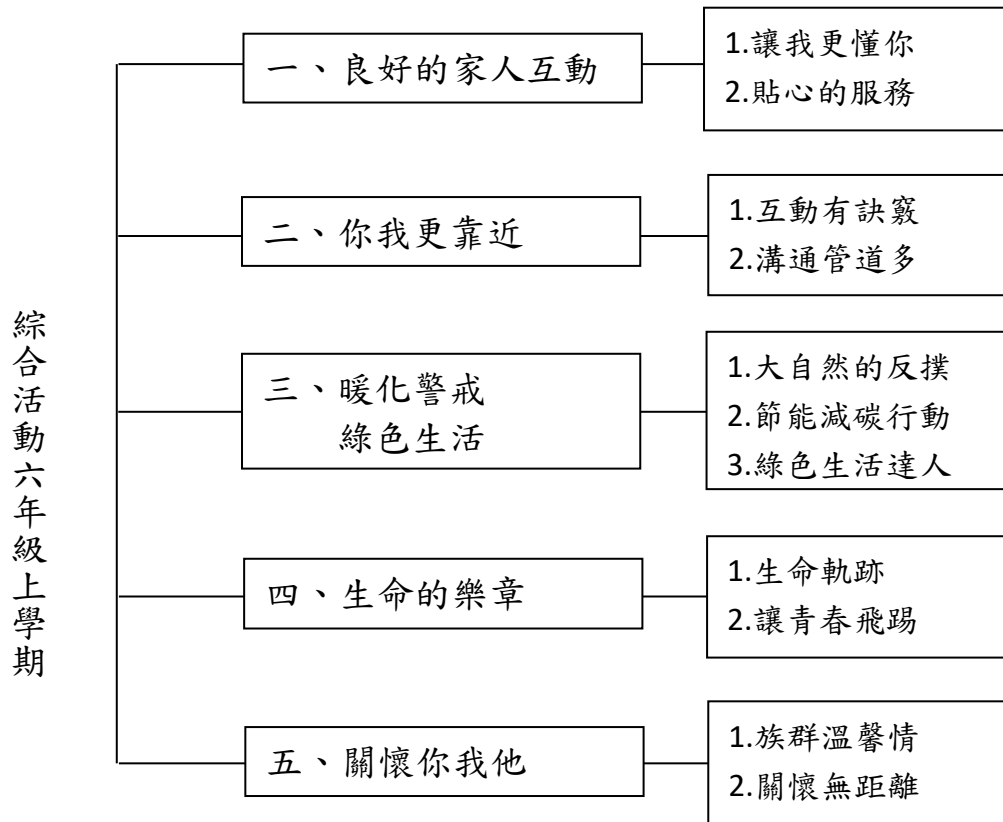 綜合活動六年級上學期
一、良好的家人互動
1.讓我更懂你
2.貼心的服務
二、你我更靠近
1.互動有訣竅
2.溝通管道多
三、暖化警戒
綠色生活
1.大自然的反撲
2.節能減碳行動
3.綠色生活達人
四、生命的樂章
1.生命軌跡
2.讓青春飛踢
五、關懷你我他
1.族群溫馨情
2.關懷無距離